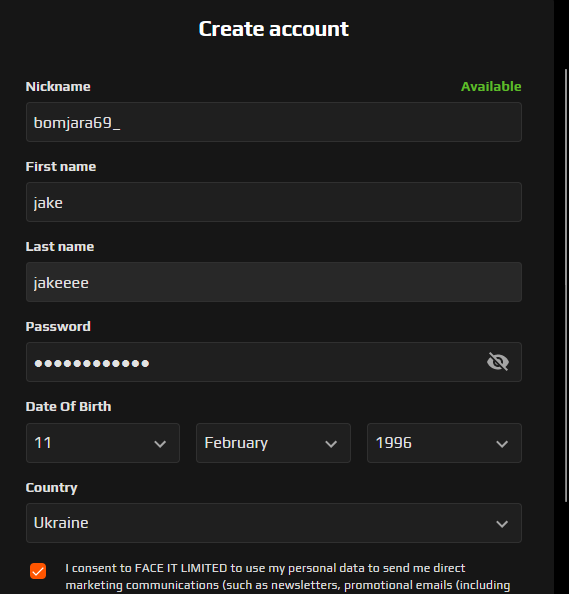 Create account
Nickname Available
bomjara69_
First name
jake
Last name
jakeeee
Password
●●●●●●●●●●●●
Date Of Birth
11 February 1996
Country
Ukraine
I consent to FACE IT LIMITED to use my personal data to send me direct
marketing communications (such as newsletters, promotional emails (including